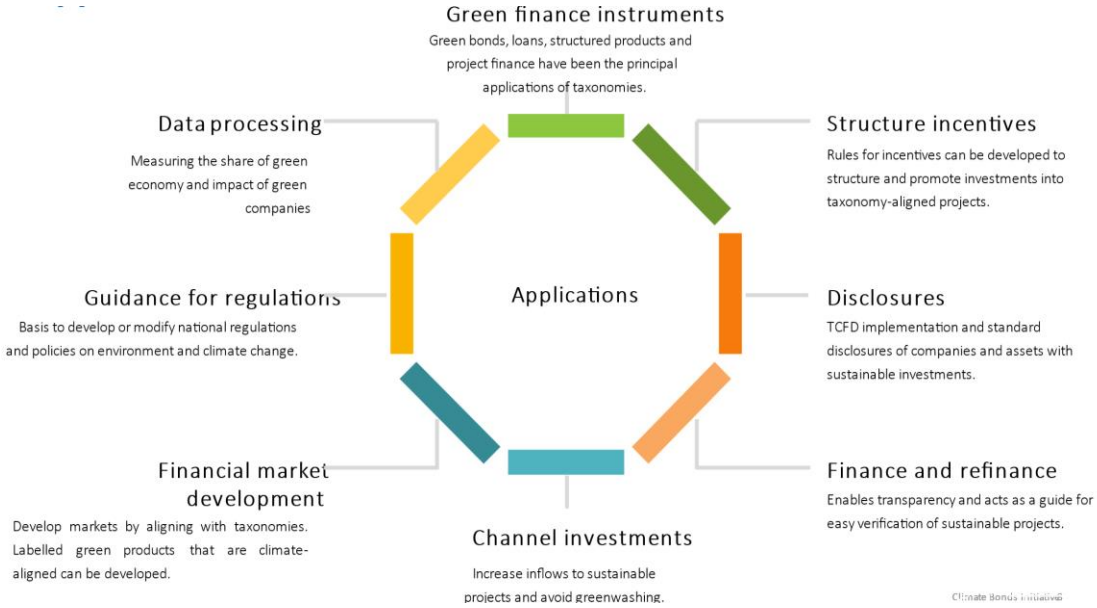 Green finance instruments
Green bonds, loans, structured products and
project finance have been the principal
applications of taxonomies.
Data processing
Measuring the share of green
economy and impact of green
companies
Structure incentives
Rules for incentives can be developed to
structure and promote investments into
taxonomy-aligned projects.
Guidance for regulations
Basis to develop or modify national regulations
and policies on environment and climate change.
Applications
Disclosures
TCFD implementation and standard
disclosures of companies and assets with
sustainable investments.
Financial market
development
Develop markets by aligning with taxonomies.
Labelled green products that are climate-
aligned can be developed.
Channel investments
Increase inflows to sustainable
projects and avoid greenwashing.
Finance and refinance
Enables transparency and acts as a guide for
easy verification of sustainable projects.
Climate Bonds Initiative